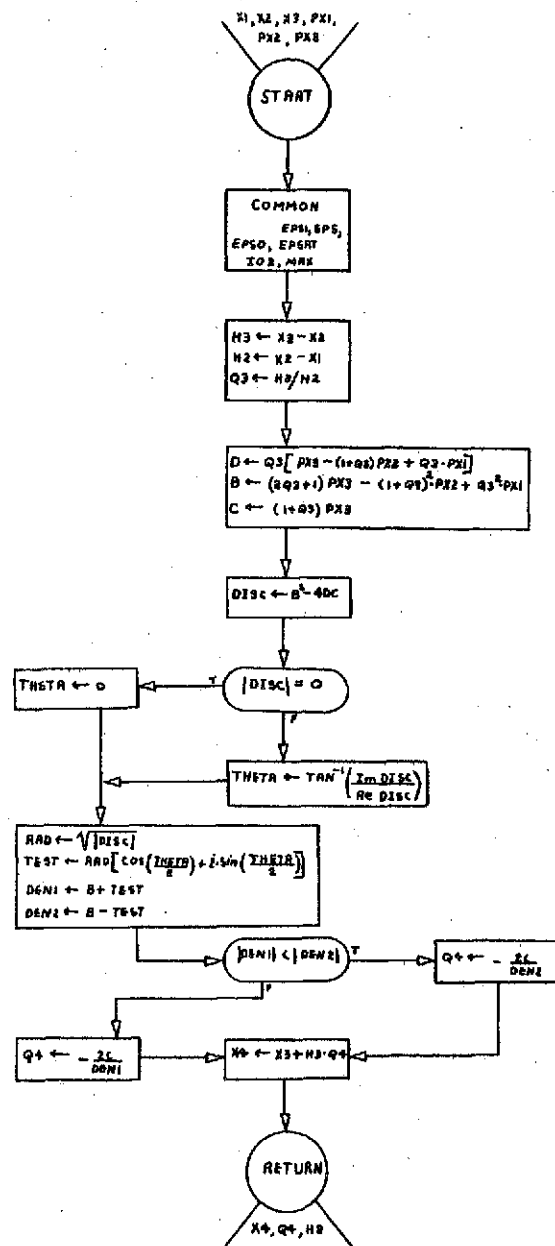 X1, X2, X3, PX1,
PX2, PX3
START
COMMON
EPS1, EPS,
EPSO, EPSRT
IO2, MAX
H3 ← X3 - X2
H2 ← X2 - X1
Q3 ← H3/H2
D ← Q3[PX3 - (1+Q3)PX2 + Q3·PX1]
B ← (2Q3+1)PX3 - (1+Q3)²·PX2 + Q3²·PX1
C ← (1+Q3)PX3
DISC ← B² - 4DC
THETA ← 0
T
|DISC| = 0
F
THETA ← TAN⁻¹(Im DISC/Re DISC)
RAD ← √|DISC|
TEST ← RAD[COS(THETA/2) + i·sin(THETA/2)]
DEN1 ← B + TEST
DEN2 ← B - TEST
|DEN1| < |DEN2|
T
Q4 ← - 2C/DEN2
F
Q4 ← - 2C/DEN1
X4 ← X3 + H3·Q4
RETURN
X4, Q4, H3